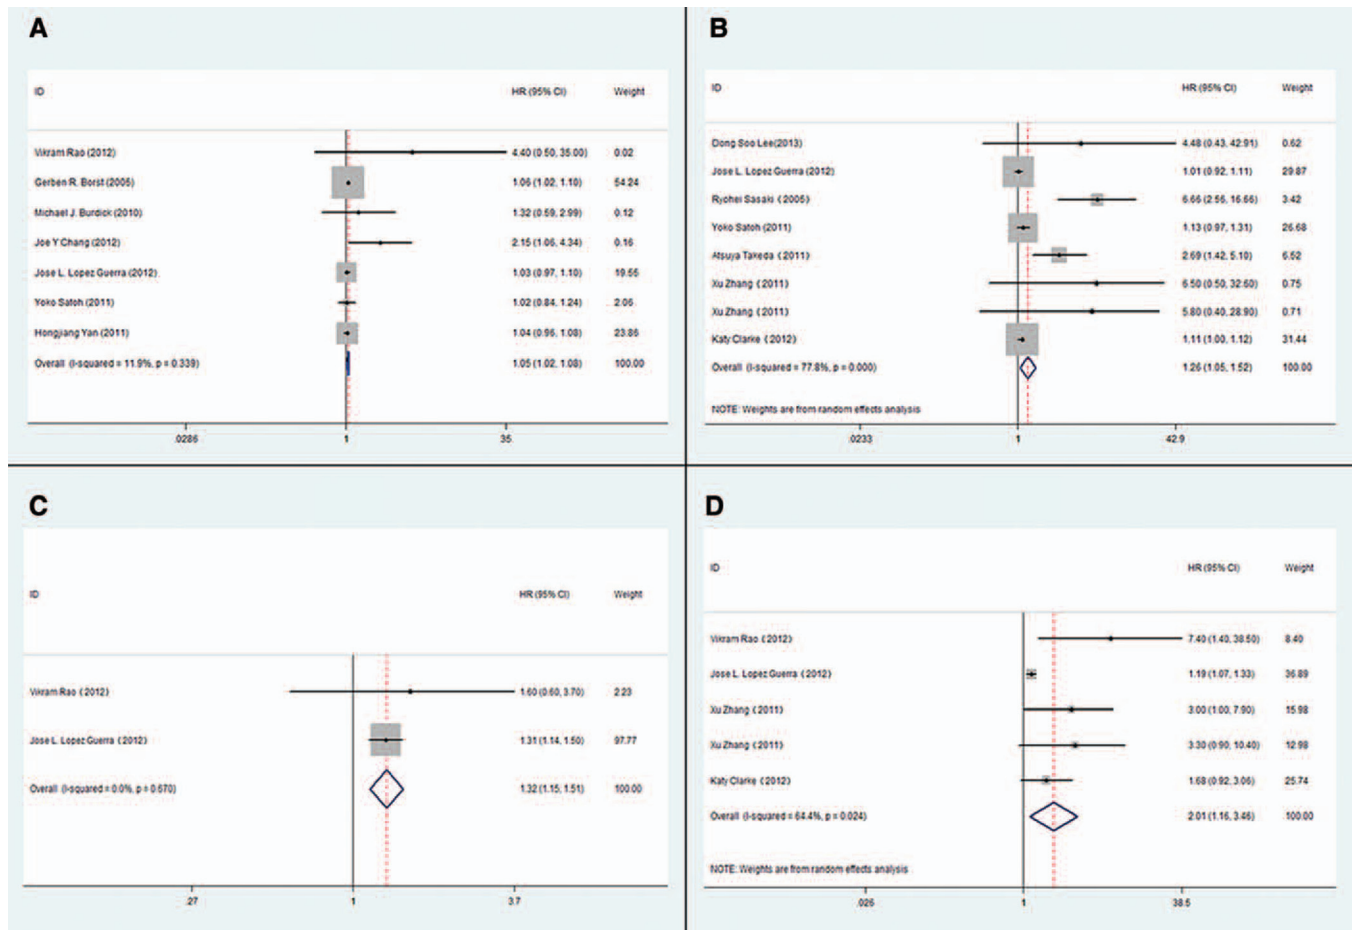 A
ID HR (95% CI) Weight
Vikram Rao (2012) 4.40 (0.50, 35.00) 0.02
Gerben R. Borst (2005) 1.06 (1.02, 1.10) 54.24
Michael J. Burdick (2010) 1.32 (0.59, 2.99) 0.12
Joe Y Chang (2012) 2.15 (1.06, 4.34) 0.16
Jose L. Lopez Guerra (2012) 1.03 (0.97, 1.10) 19.55
Yoko Satoh (2011) 1.02 (0.84, 1.24) 2.06
Hongjiang Yan (2011) 1.04 (0.96, 1.08) 23.86
Overall (I-squared = 11.9%, p = 0.339) 1.05 (1.02, 1.08) 100.00
.0286 1 35
B
ID HR (95% CI) Weight
Dong Soo Lee(2013) 4.48 (0.43, 42.91) 0.62
Jose L. Lopez Guerra (2012) 1.01 (0.92, 1.11) 29.87
Ryohei Sasaki (2005) 6.66 (2.56, 16.66) 3.42
Yoko Satoh (2011) 1.13 (0.97, 1.31) 26.68
Atsuya Takeda (2011) 2.69 (1.42, 5.10) 6.52
Xu Zhang (2011) 6.50 (0.50, 32.60) 0.75
Xu Zhang (2011) 5.80 (0.40, 28.90) 0.71
Katy Clarke (2012) 1.11 (1.00, 1.12) 31.44
Overall (I-squared = 77.8%, p = 0.000) 1.26 (1.05, 1.52) 100.00
NOTE: Weights are from random effects analysis
.0233 1 42.9
C
ID HR (95% CI) Weight
Vikram Rao (2012) 1.60 (0.60, 3.70) 2.23
Jose L. Lopez Guerra (2012) 1.31 (1.14, 1.50) 97.77
Overall (I-squared = 0.0%, p = 0.670) 1.32 (1.15, 1.51) 100.00
.27 1 3.7
D
ID HR (95% CI) Weight
Vikram Rao (2012) 7.40 (1.40, 38.50) 8.40
Jose L. Lopez Guerra (2012) 1.19 (1.07, 1.33) 36.89
Xu Zhang (2011) 3.00 (1.00, 7.90) 15.98
Xu Zhang (2011) 3.30 (0.90, 10.40) 12.98
Katy Clarke (2012) 1.68 (0.92, 3.06) 25.74
Overall (I-squared = 64.4%, p = 0.024) 2.01 (1.16, 3.46) 100.00
NOTE: Weights are from random effects analysis
.026 1 38.5